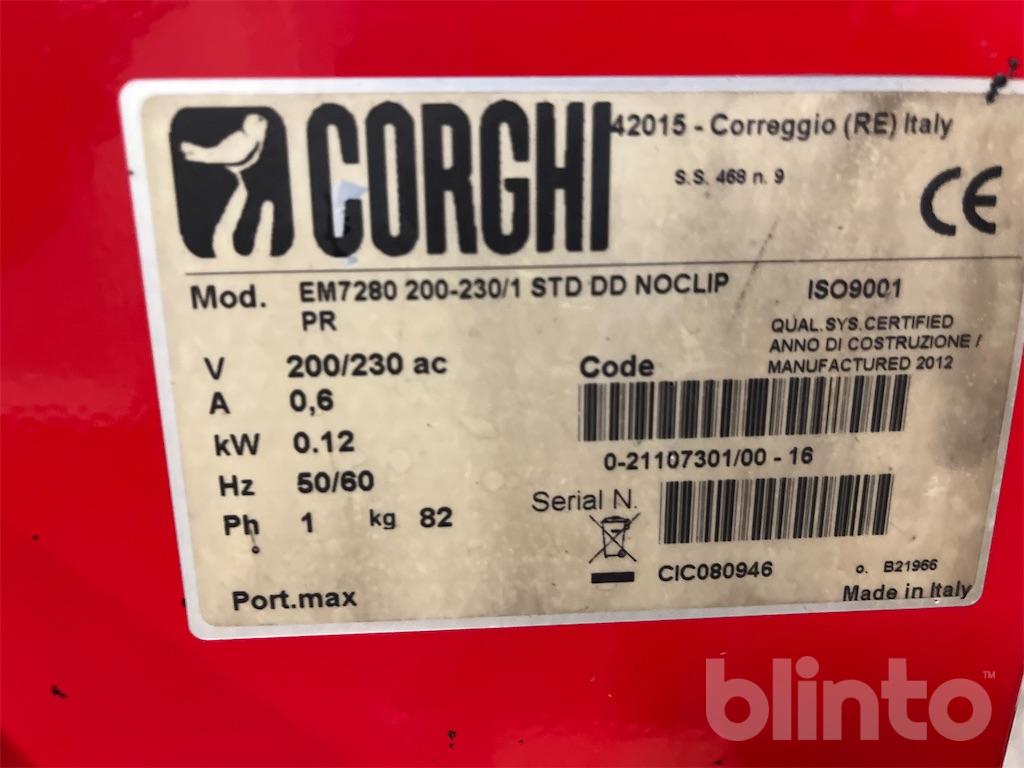 CORGHI
42015 - Correggio (RE) Italy
S.S. 468 n. 9
CE
Mod. EM7280 200-230/1 STD DD NOCLIP
PR
ISO9001
QUAL.SYS.CERTIFIED
ANNO DI COSTRUZIONE /
MANUFACTURED 2012
V 200/230 ac
A 0,6
kW 0.12
Hz 50/60
Ph 1 kg 82
Port.max
Code
0-21107301/00 - 16
Serial N.
CIC080946
o. B21966
Made in Italy
blinto™